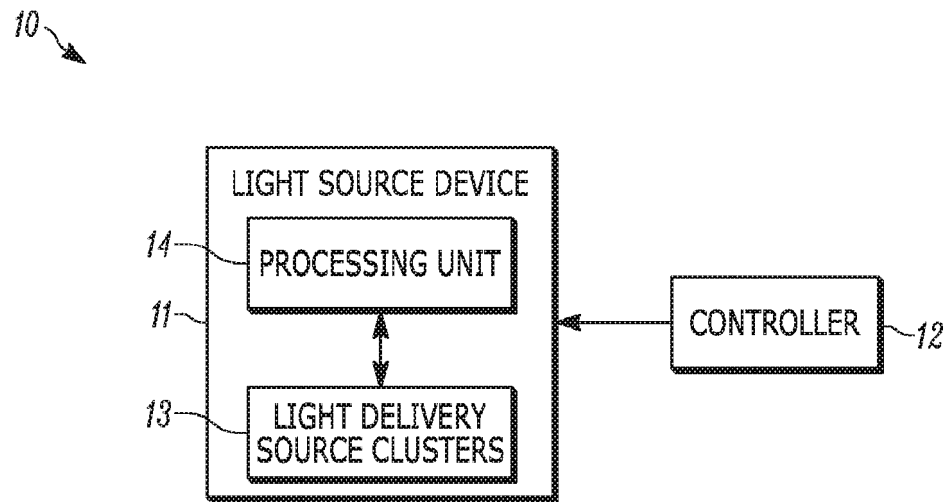 10
LIGHT SOURCE DEVICE
14
PROCESSING UNIT
11
CONTROLLER
12
13
LIGHT DELIVERY
SOURCE CLUSTERS